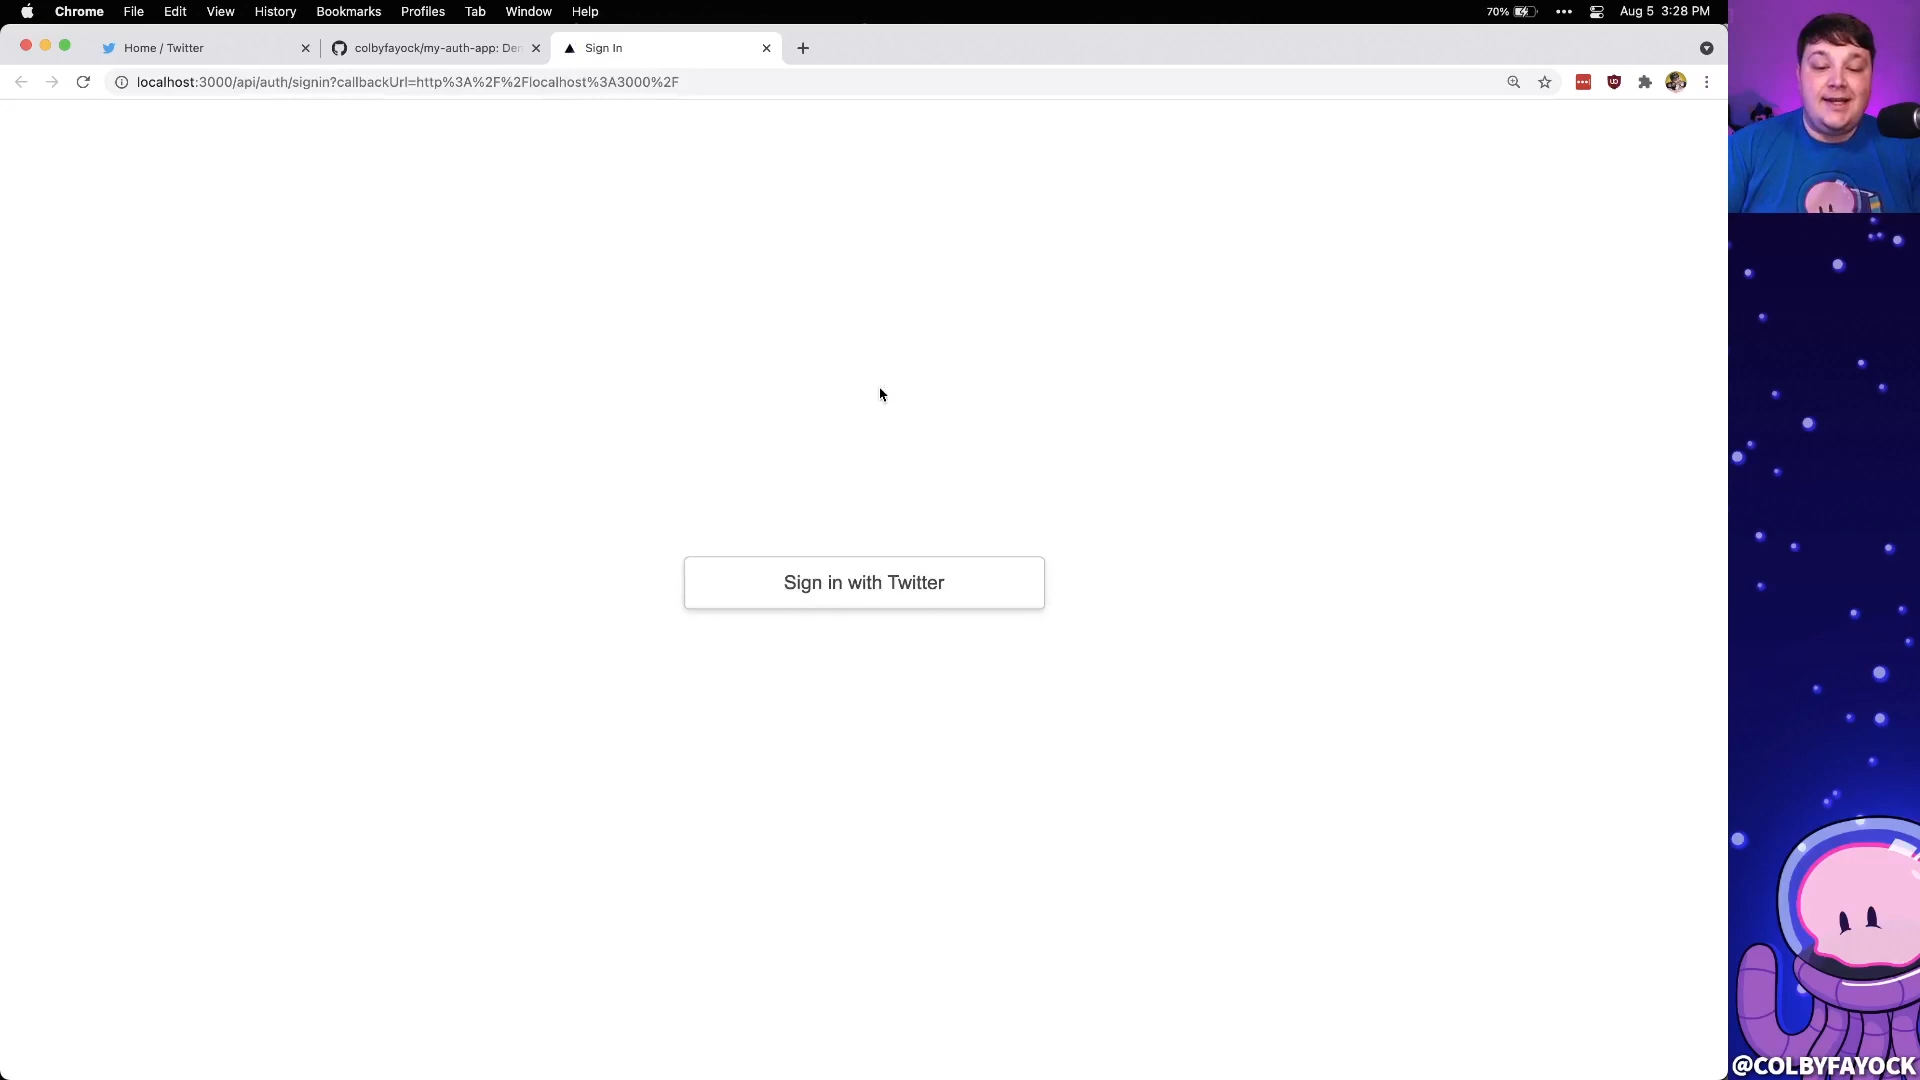 Chrome File Edit View History Bookmarks Profiles Tab Window Help
70% Aug 5 3:28 PM
Home / Twitter
colbyfayock/my-auth-app: Den
Sign In
localhost:3000/api/auth/signin?callbackUrl=http%3A%2F%2Flocalhost%3A3000%2F
Sign in with Twitter
@COLBYFAYOCK